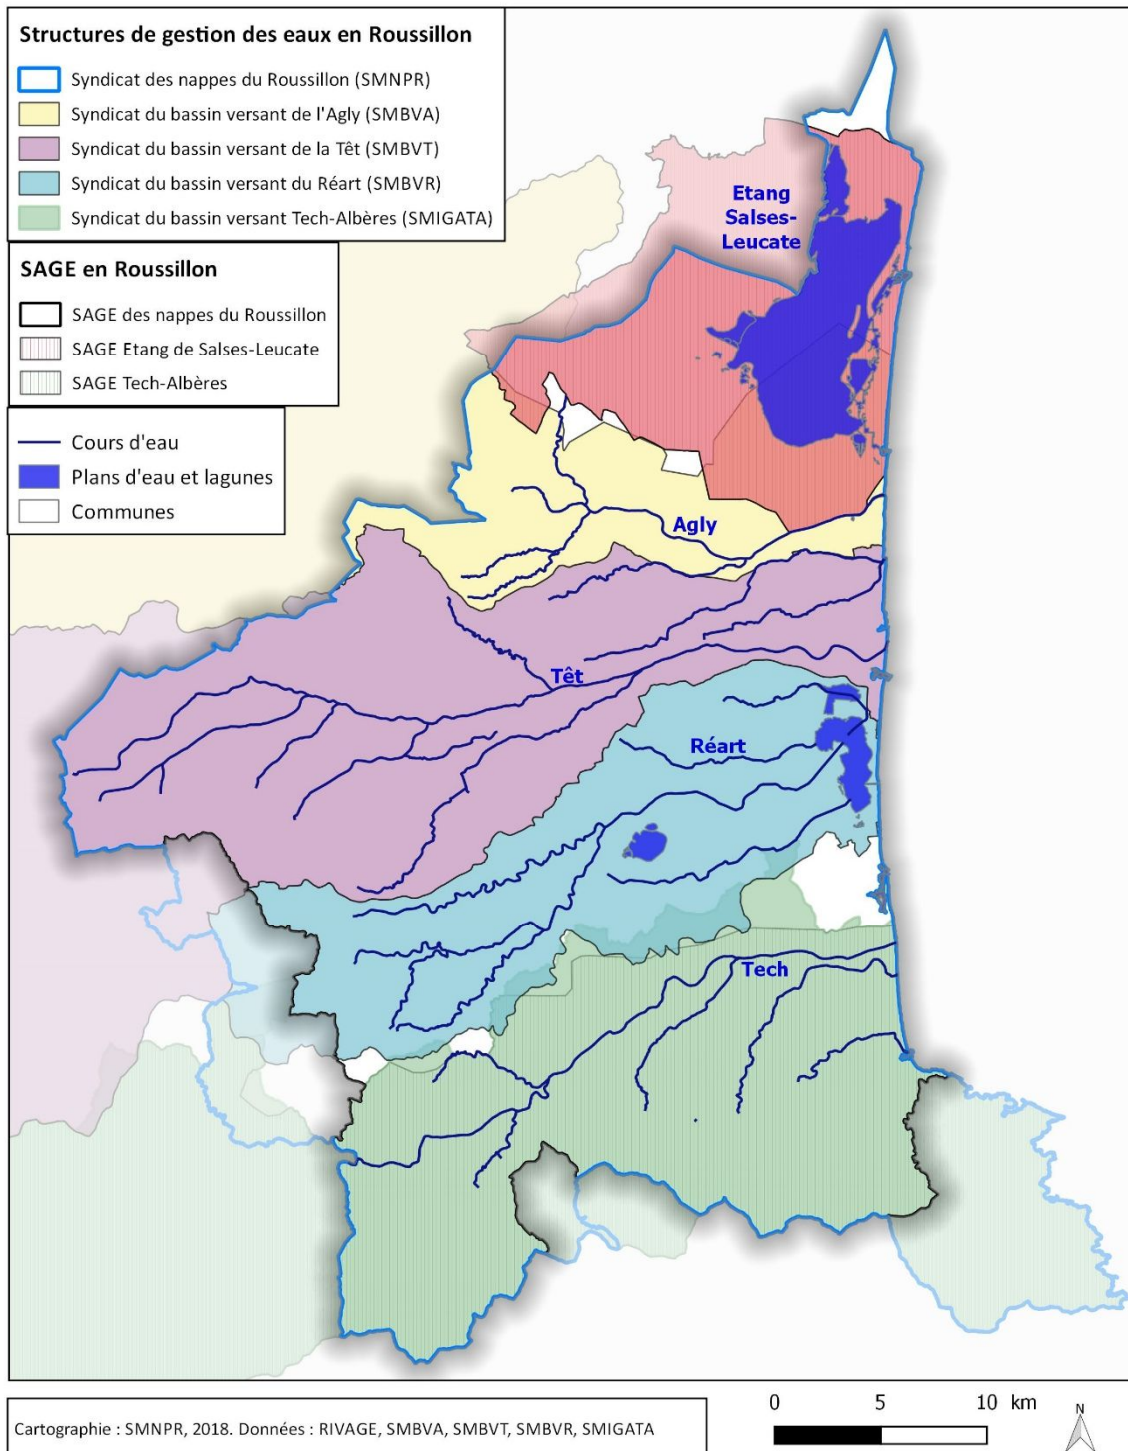 Structures de gestion des eaux en Roussillon
Syndicat des nappes du Roussillon (SMNPR)
Syndicat du bassin versant de l'Agly (SMBVA)
Syndicat du bassin versant de la Têt (SMBVT)
Syndicat du bassin versant du Réart (SMBVR)
Syndicat du bassin versant Tech-Albères (SMIGATA)
SAGE en Roussillon
SAGE des nappes du Roussillon
SAGE Etang de Salses-Leucate
SAGE Tech-Albères
Cours d'eau
Plans d'eau et lagunes
Communes
Etang
Salses-
Leucate
Agly
Têt
Réart
Tech
Cartographie : SMNPR, 2018. Données : RIVAGE, SMBVA, SMBVT, SMBVR, SMIGATA
0 5 10 km
N